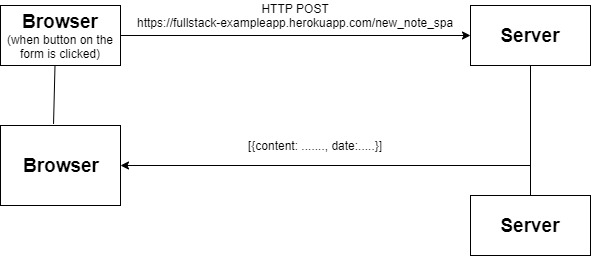 HTTP POST
https://fullstack-exampleapp.herokuapp.com/new_note_spa
Browser
(when button on the
form is clicked)
Server
[{content: ......., date:.....}]
Browser
Server